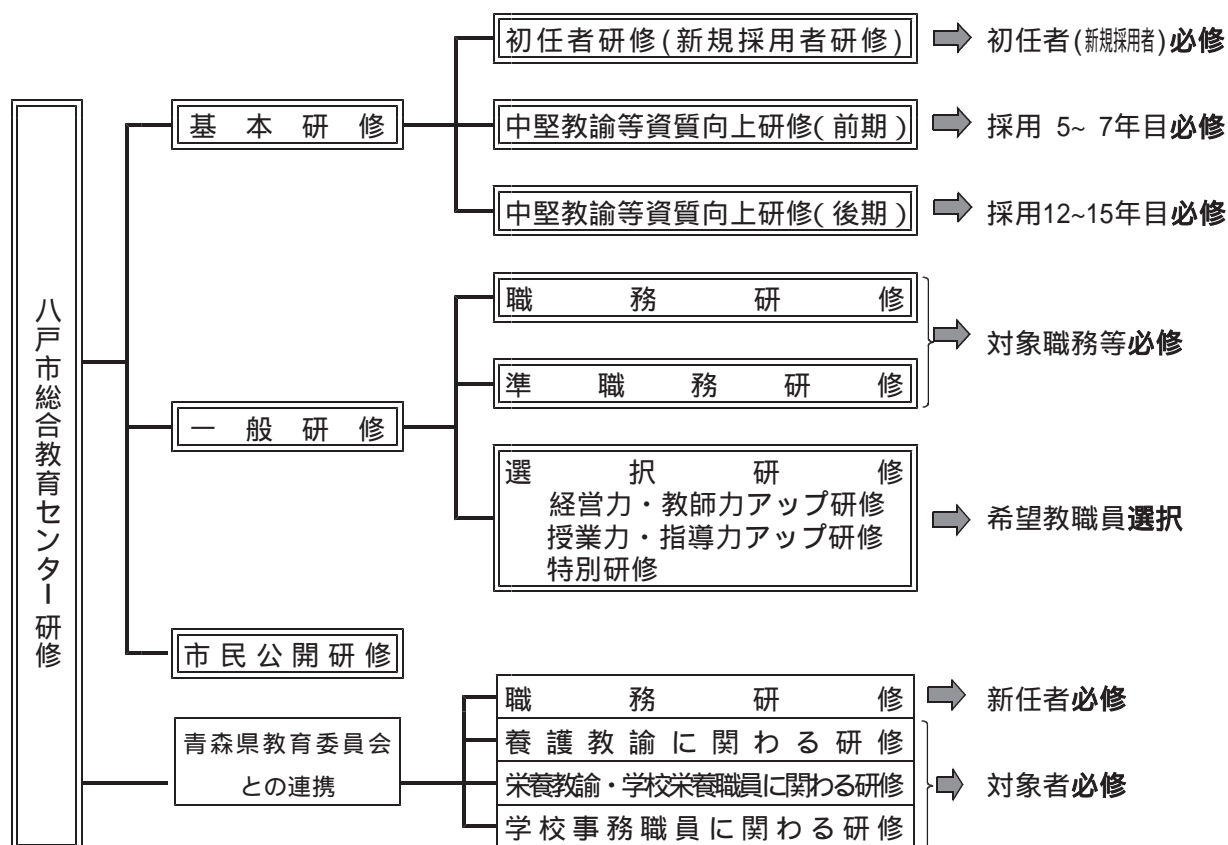 八戸市総合教育センター研修
基本研修
初任者研修(新規採用者研修)
初任者(新規採用者)必修
中堅教諭等資質向上研修(前期)
採用 5~ 7年目必修
中堅教諭等資質向上研修(後期)
採用12~15年目必修
一般研修
職務研修
準職務研修
対象職務等必修
選択研修
経営力・教師力アップ研修
授業力・指導力アップ研修
特別研修
希望教職員選択
市民公開研修
青森県教育委員会
との連携
職務研修
新任者必修
養護教諭に関わる研修
栄養教諭・学校栄養職員に関わる研修
学校事務職員に関わる研修
対象者必修